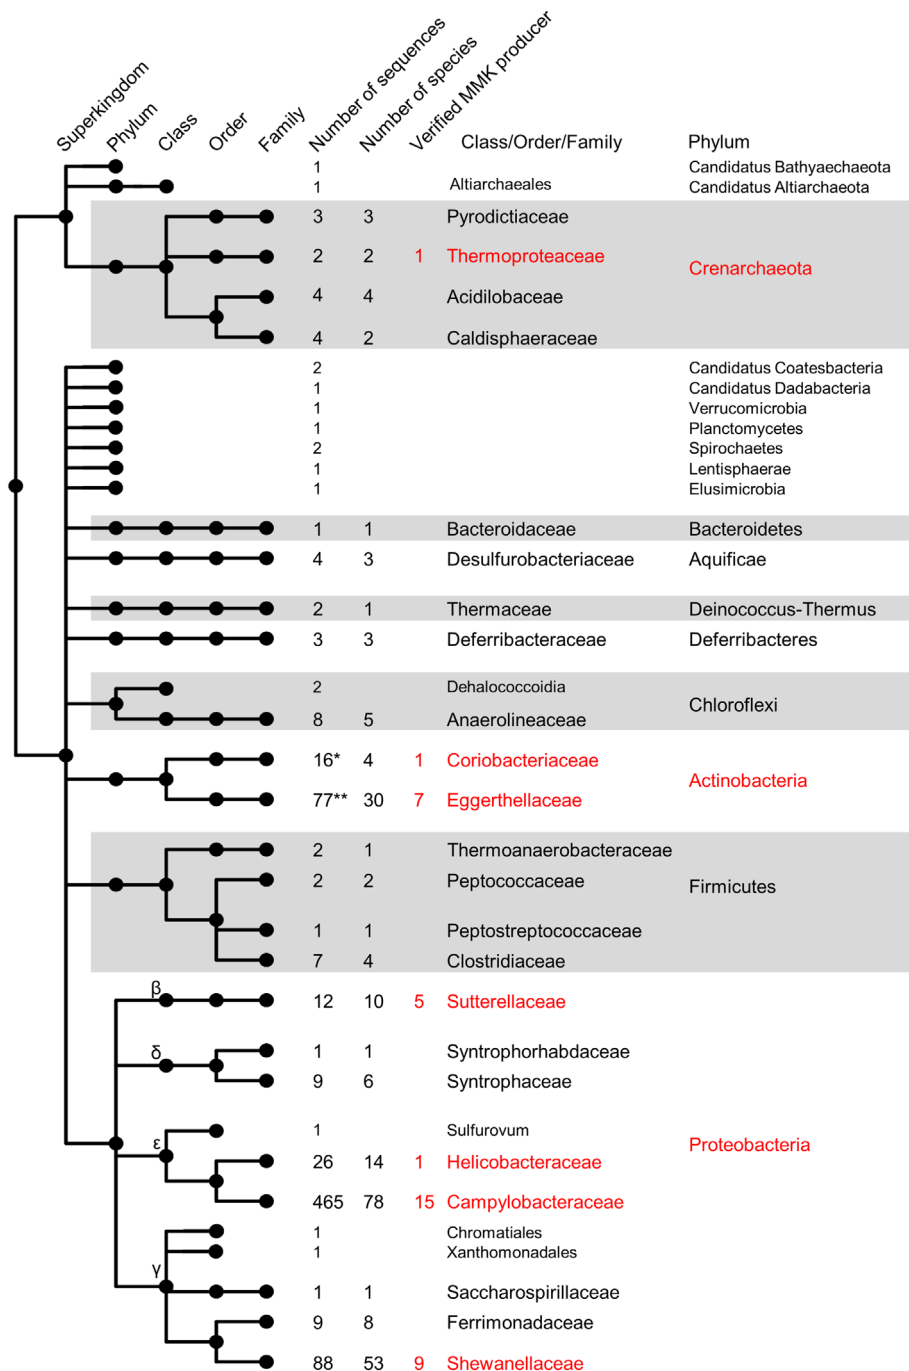 Superkingdom
Phylum
Class
Order
Family
Number of sequences
Number of species
Verified MMK producer
Class/Order/Family Phylum
1 Candidatus Bathyaechaeota
1 Altiarchaeales Candidatus Altiarchaeota
3 3 Pyrodictiaceae
2 2 1 Thermoproteaceae
Crenarchaeota
4 4 Acidilobaceae
4 2 Caldisphaeraceae
2 Candidatus Coatesbacteria
1 Candidatus Dadabacteria
1 Verrucomicrobia
1 Planctomycetes
2 Spirochaetes
1 Lentisphaerae
1 Elusimicrobia
1 1 Bacteroidaceae Bacteroidetes
4 3 Desulfurobacteriaceae Aquificae
2 1 Thermaceae Deinococcus-Thermus
3 3 Deferribacteraceae Deferribacteres
2 Dehalococcoidia
Chloroflexi
8 5 Anaerolineaceae
16* 4 1 Coriobacteriaceae
Actinobacteria
77** 30 7 Eggerthellaceae
2 1 Thermoanaerobacteraceae
2 2 Peptococcaceae
Firmicutes
1 1 Peptostreptococcaceae
7 4 Clostridiaceae
β 12 10 5 Sutterellaceae
δ 1 1 Syntrophorhabdaceae
9 6 Syntrophaceae
1 Sulfurovum
ε Proteobacteria
26 14 1 Helicobacteraceae
465 78 15 Campylobacteraceae
1 Chromatiales
1 Xanthomonadales
γ
1 1 Saccharospirillaceae
9 8 Ferrimonadaceae
88 53 9 Shewanellaceae